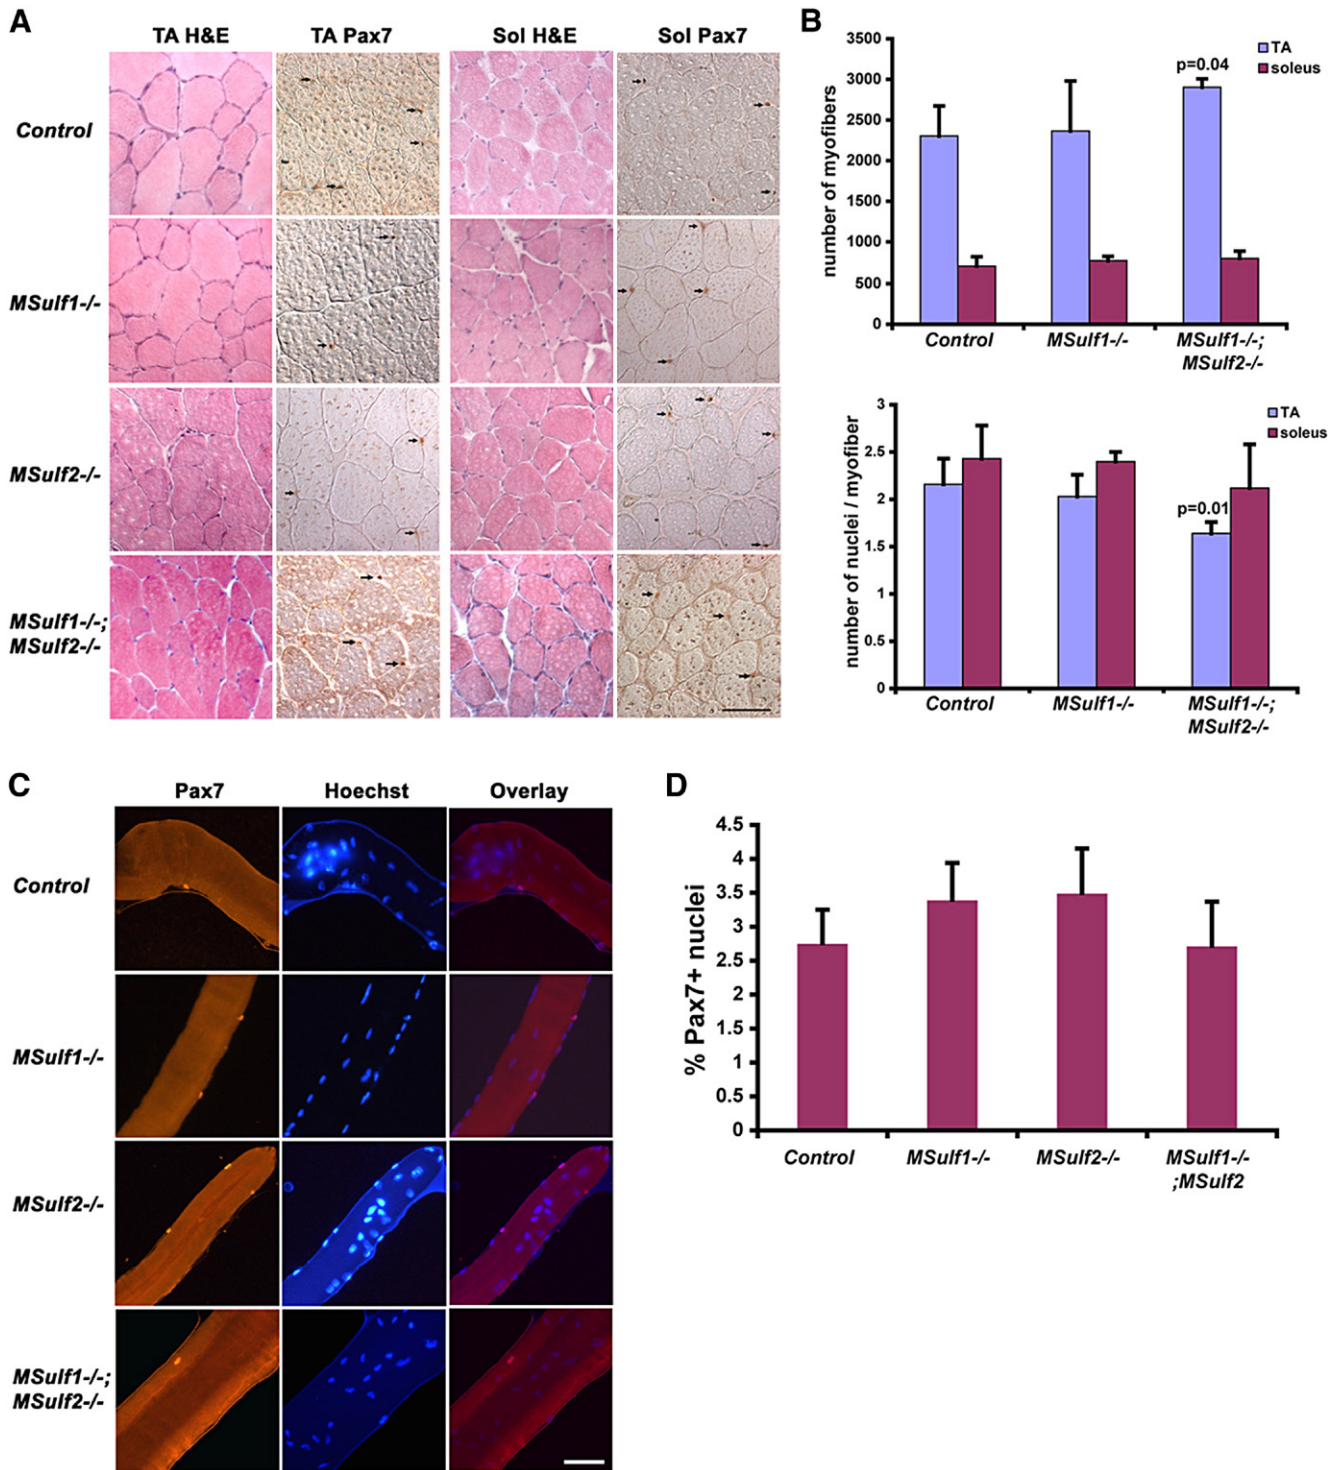 A
TA H&E
TA Pax7
Sol H&E
Sol Pax7
Control
MSulf1-/-
MSulf2-/-
MSulf1-/-;
MSulf2-/-
B
number of myofibers
3500
3000
2500
2000
1500
1000
500
0
TA
soleus
p=0.04
Control
MSulf1-/-
MSulf1-/-;
MSulf2-/-
number of nuclei / myofiber
3
2.5
2
1.5
1
0.5
0
TA
soleus
p=0.01
Control
MSulf1-/-
MSulf1-/-;
MSulf2-/-
C
Pax7
Hoechst
Overlay
Control
MSulf1-/-
MSulf2-/-
MSulf1-/-;
MSulf2-/-
D
% Pax7+ nuclei
4.5
4
3.5
3
2.5
2
1.5
1
0.5
0
Control
MSulf1-/-
MSulf2-/-
MSulf1-/-
;MSulf2